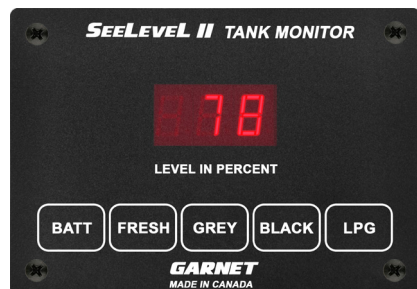 SEELEVEL II TANK MONITOR
78
LEVEL IN PERCENT
BATT FRESH GREY BLACK LPG
GARNET
MADE IN CANADA